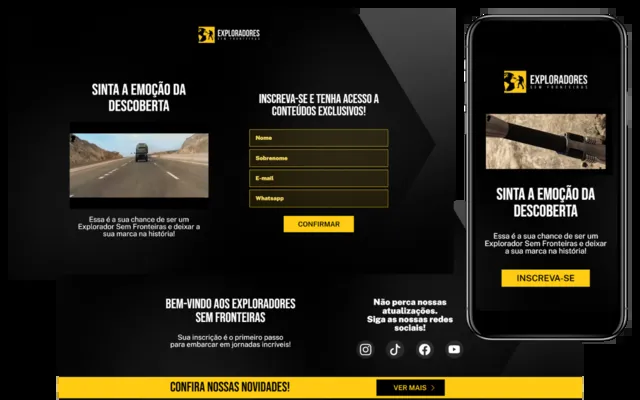 EXPLORADORES
SEM FRONTEIRAS
SINTA A EMOÇÃO DA
DESCOBERTA
Essa é a sua chance de ser um
Explorador Sem Fronteiras e deixar a
sua marca na história!
INSCREVA-SE E TENHA ACESSO A
CONTEÚDOS EXCLUSIVOS!
Nome
Sobrenome
E-mail
Whatsapp
CONFIRMAR
EXPLORADORES
SEM FRONTEIRAS
SINTA A EMOÇÃO DA
DESCOBERTA
Essa é a sua chance de ser um
Explorador Sem Fronteiras e deixar
a sua marca na história!
INSCREVA-SE
BEM-VINDO AOS EXPLORADORES
SEM FRONTEIRAS
Sua inscrição é o primeiro passo
para embarcar em jornadas incríveis!
Não perca nossas
atualizações.
Siga as nossas redes
sociais!
CONFIRA NOSSAS NOVIDADES!
VER MAIS